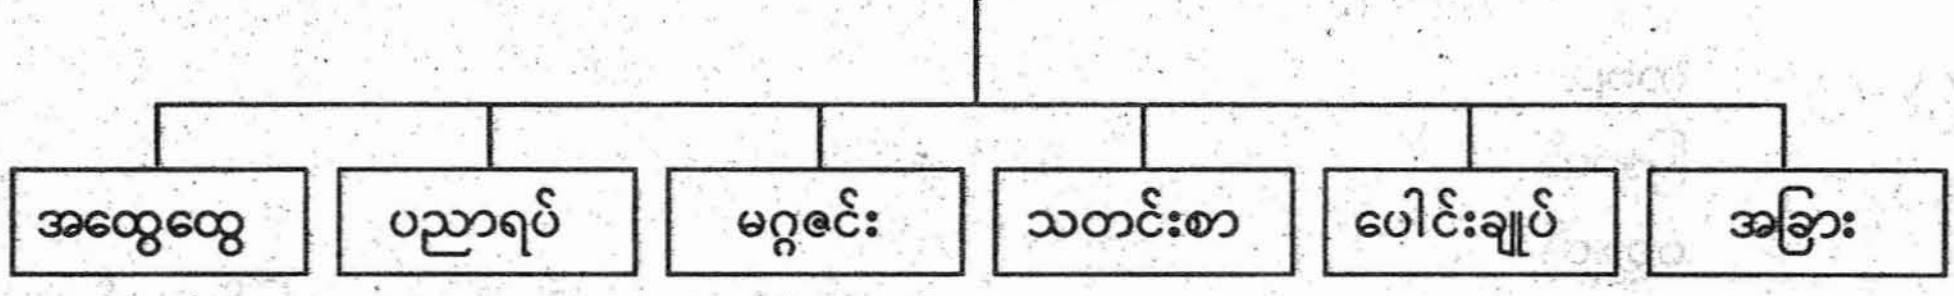 အထွေထွေ ပညာရပ် မဂ္ဂဇင်း သတင်းစာ ပေါင်းချုပ် အခြား